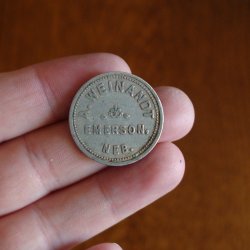 A. WEINANDT
EMERSON,
NEB.